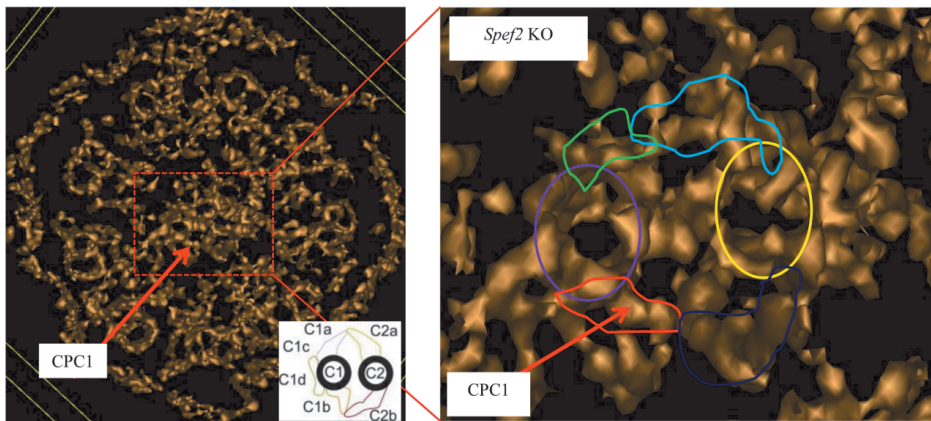 CPC1
C1a
C2a
C1c
C1
C2
C1d
C1b
C2b
Spef2 KO
CPC1